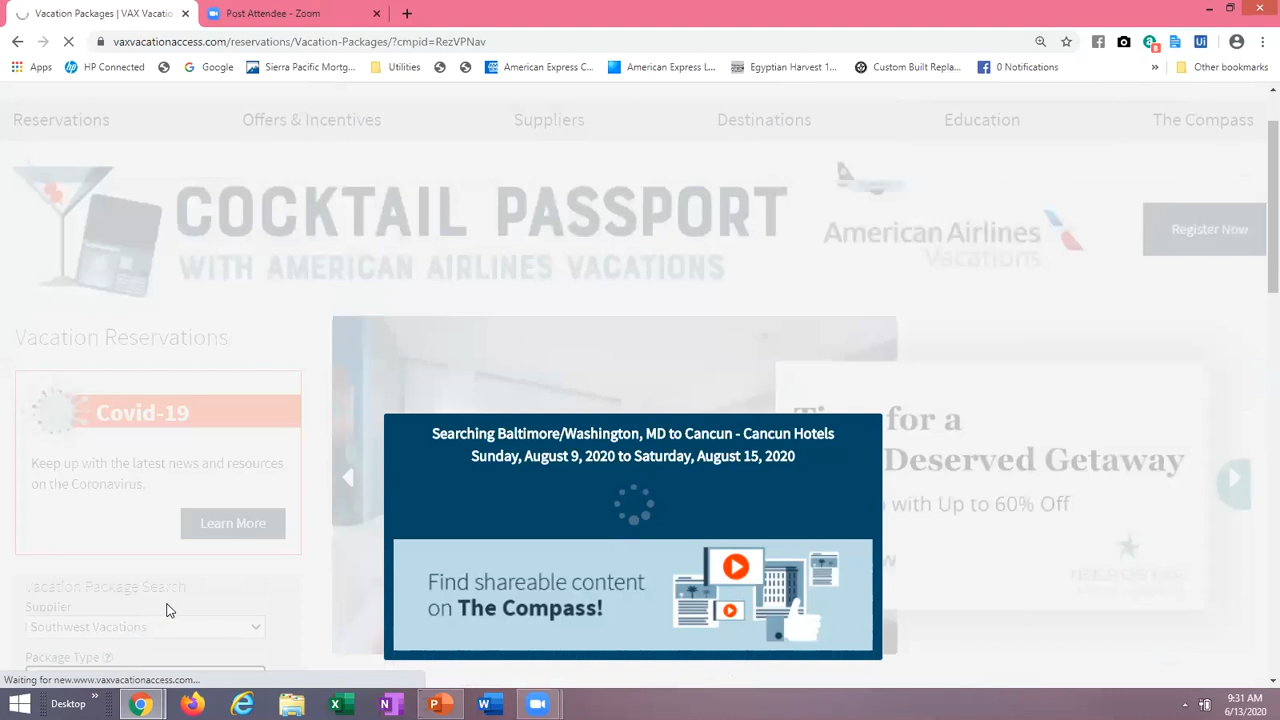 Vacation Packages | VAX Vacatio
Post Attendee - Zoom
vaxvacationaccess.com/reservations/Vacation-Packages/?cmpid=RezVPNav
Apps
HP Connected
Google
Sierra Pacific Mortg...
Utilities
American Express C...
American Express L...
Egyptian Harvest 1...
Custom Built Repla...
0 Notifications
»
Other bookmarks
Reservations
Offers & Incentives
Suppliers
Destinations
Education
The Compass
COCKTAIL PASSPORT
WITH AMERICAN AIRLINES VACATIONS
American Airlines
Vacations
Register Now
Vacation Reservations
Covid-19
Keep up with the latest news and resources
on the Coronavirus.
Learn More
for a
Deserved Getaway
with Up to 60% Off
Searching Baltimore/Washington, MD to Cancun - Cancun Hotels
Sunday, August 9, 2020 to Saturday, August 15, 2020
Find shareable content
on The Compass!
Vacation Package Search
Supplier
Southwest Vacations
Package Type
Waiting for new.www.vaxvacationaccess.com...
Desktop
»
9:31 AM
6/13/2020